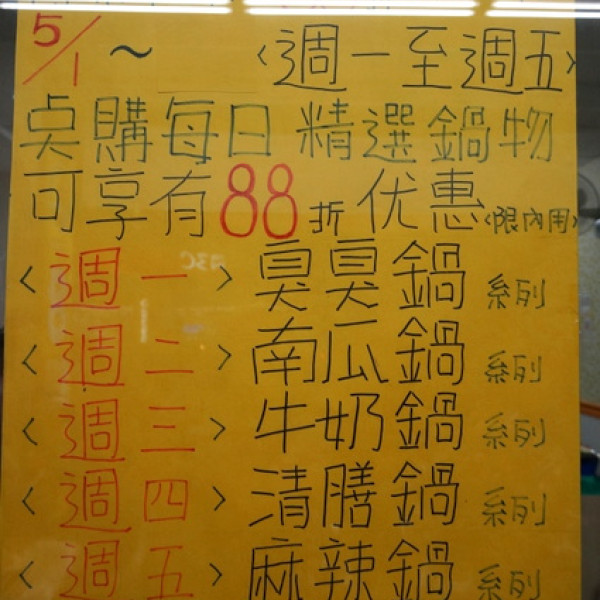 5/1~ <週一至週五>
点購每日精選鍋物
可享有88折优惠<限內用>
<週一>臭臭鍋系列
<週二>南瓜鍋系列
<週三>牛奶鍋系列
<週四>清膳鍋系列
<週五>麻辣鍋系列